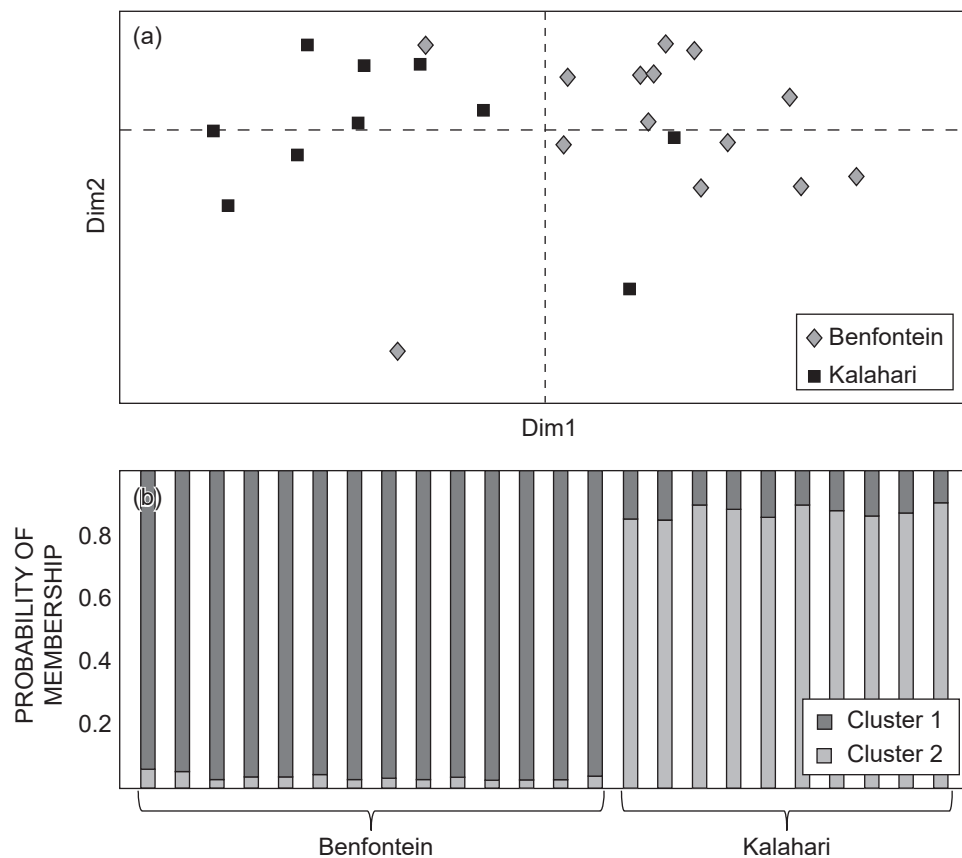 (a)
Dim2
Benfontein
Kalahari
Dim1
(b)
PROBABILITY OF
MEMBERSHIP
0.8
0.6
0.4
0.2
Cluster 1
Cluster 2
Benfontein
Kalahari